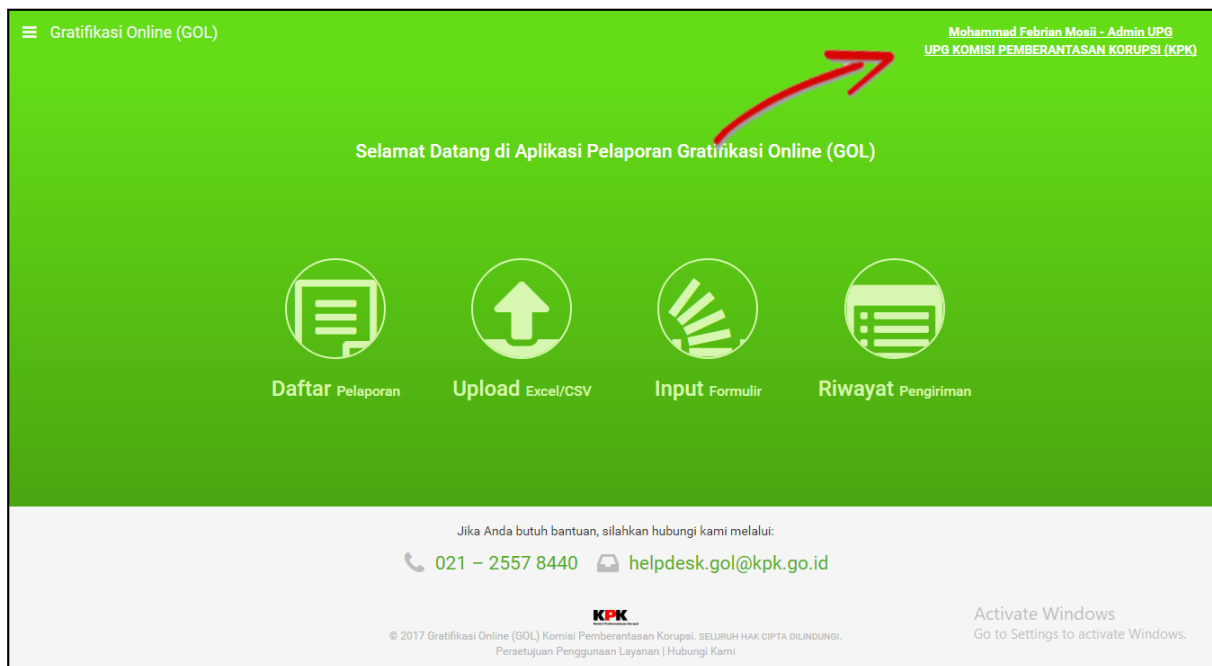 Gratifikasi Online (GOL)
Mohammad Febrian Mosii - Admin UPG
UPG KOMISI PEMBERANTASAN KORUPSI (KPK)
Selamat Datang di Aplikasi Pelaporan Gratifikasi Online (GOL)
Daftar Pelaporan
Upload Excel/CSV
Input Formulir
Riwayat Pengiriman
Jika Anda butuh bantuan, silahkan hubungi kami melalui:
021 – 2557 8440 helpdesk.gol@kpk.go.id
KPK
© 2017 Gratifikasi Online (GOL) Komisi Pemberantasan Korupsi. SELURUH HAK CIPTA DILINDUNGI.
Persetujuan Penggunaan Layanan | Hubungi Kami
Activate Windows
Go to Settings to activate Windows.